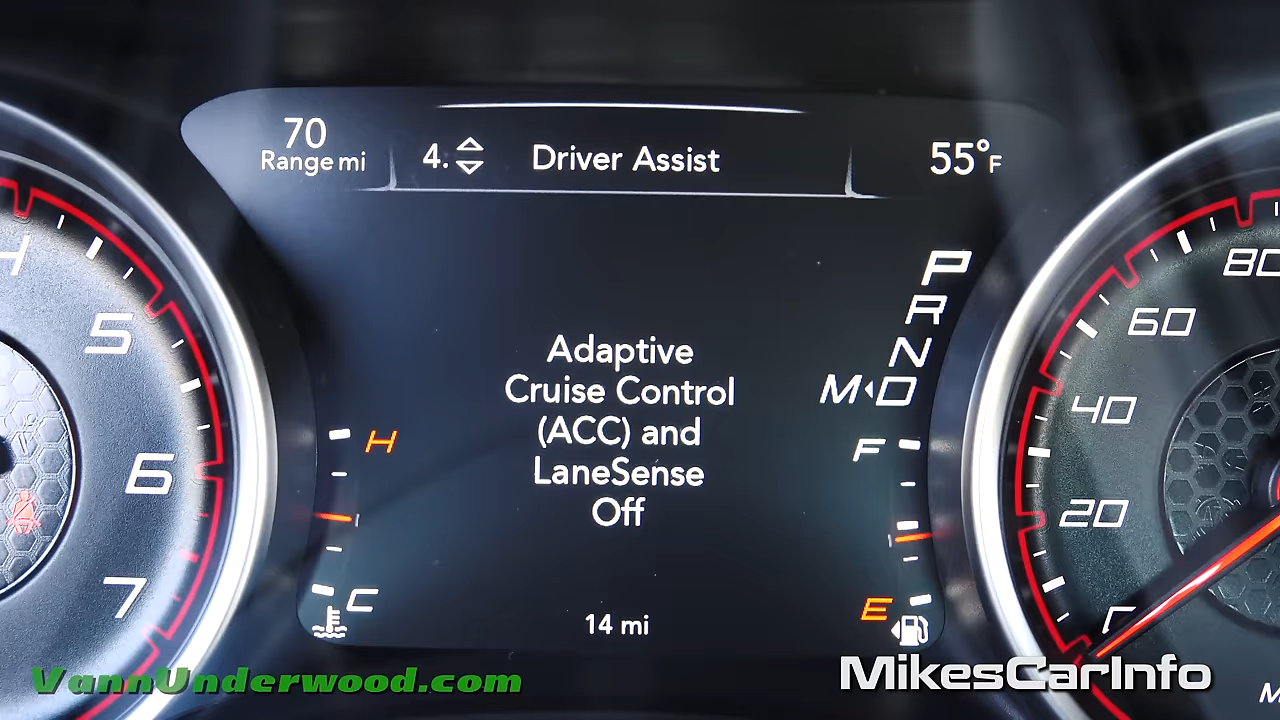 70
Range mi
4.
Driver Assist
55°F
P
R
N
M D
Adaptive
Cruise Control
(ACC) and
LaneSense
Off
H
C
F
E
14 mi
4
5
6
7
80
60
40
20
VannUnderwood.com
MikesCarInfo